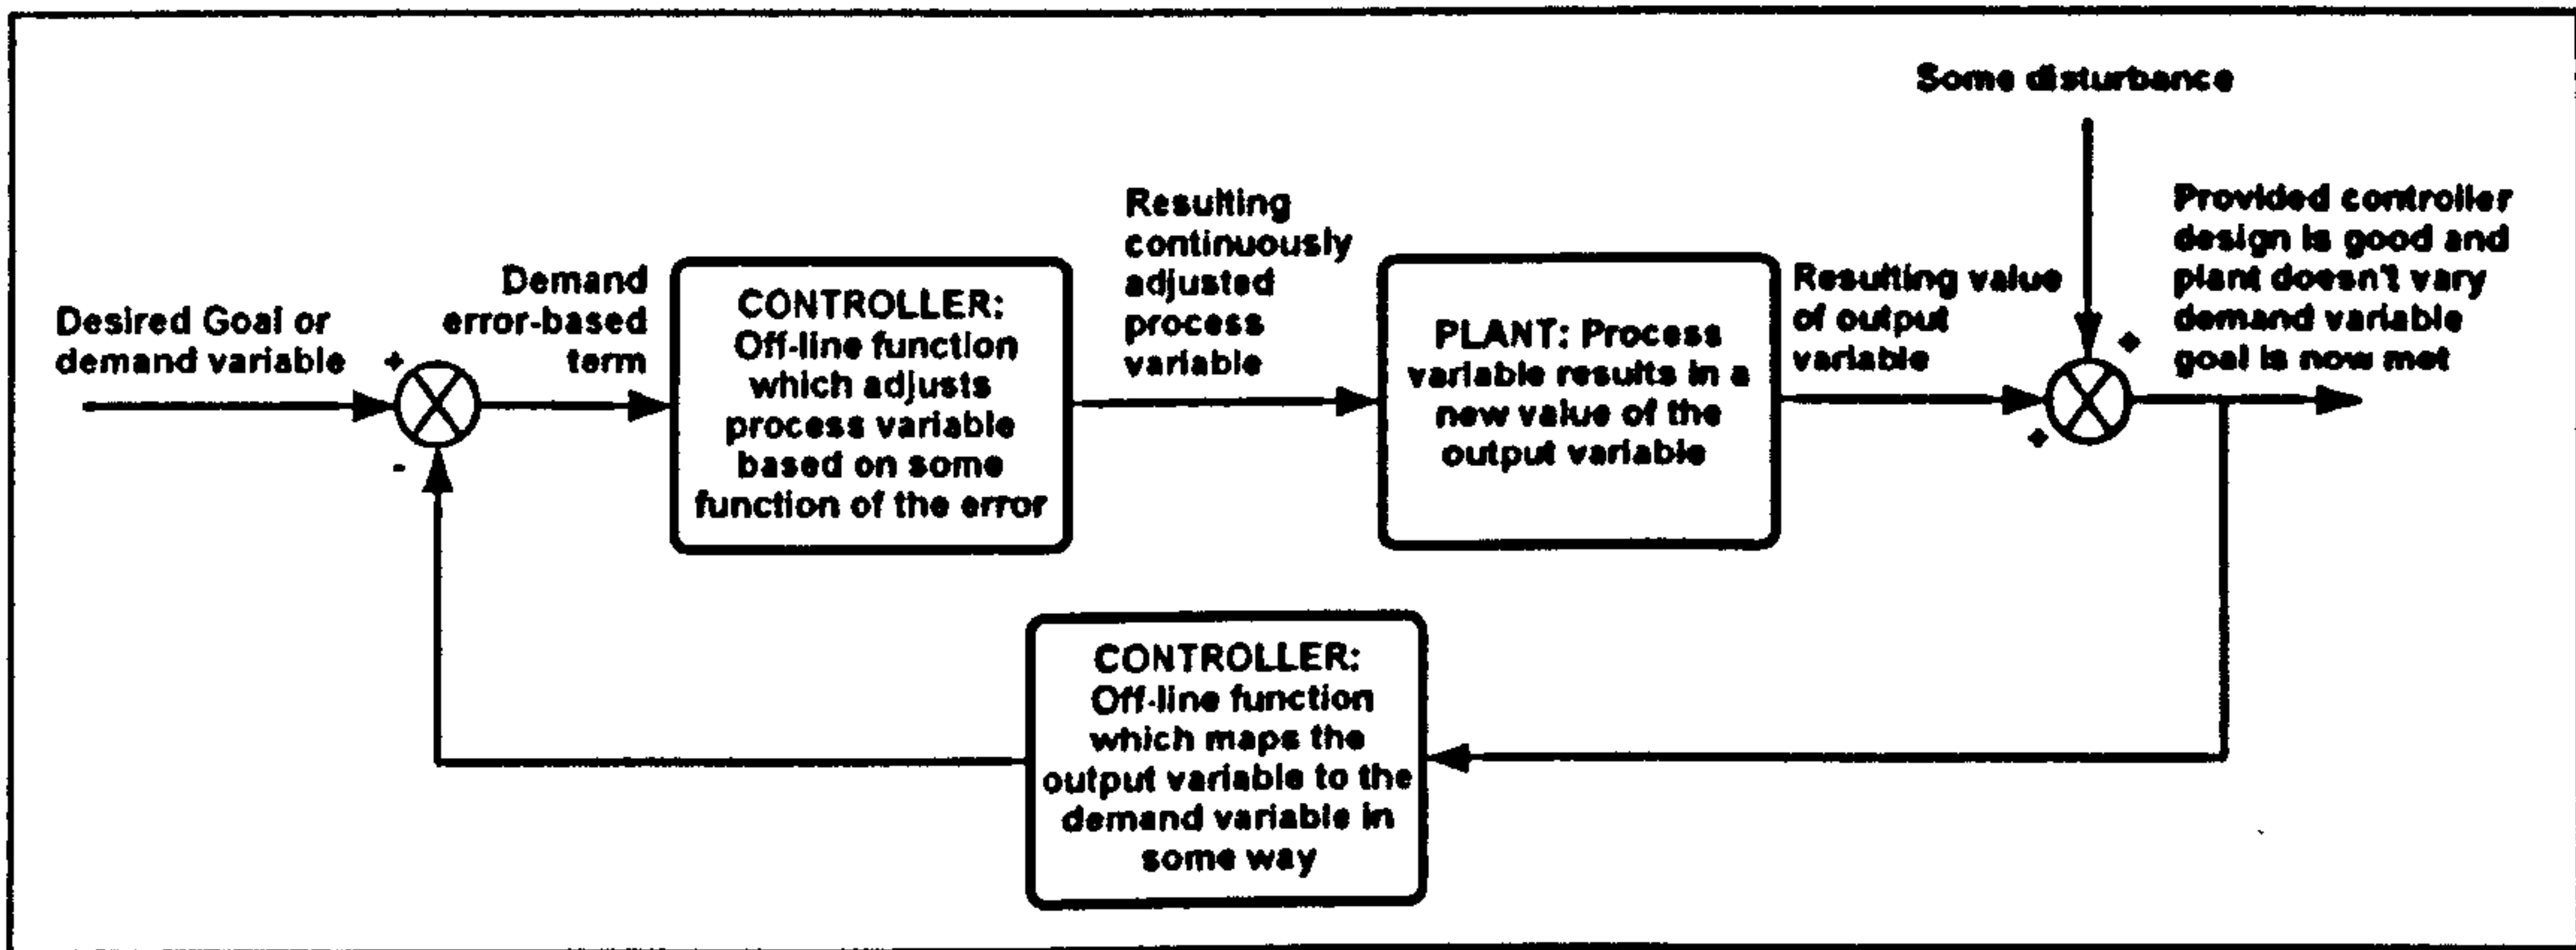 Some disturbance
Desired Goal or
demand variable
+
-
Demand
error-based
term
CONTROLLER:
Off-line function
which adjusts
process variable
based on some
function of the error
Resulting
continuously
adjusted
process
variable
PLANT: Process
variable results in a
new value of the
output variable
Resulting value
of output
variable
+
+
Provided controller
design is good and
plant doesn't vary
demand variable
goal is now met
CONTROLLER:
Off-line function
which maps the
output variable to the
demand variable in
some way